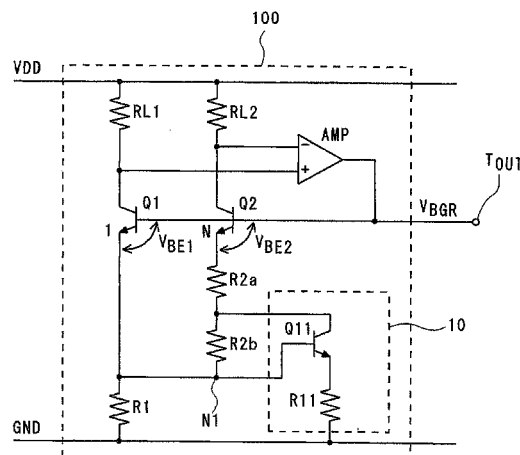 100
VDD
RL1
RL2
AMP
−
+
TOUT
Q1
Q2
VBGR
1
VBE1
N
VBE2
R2a
10
Q11
R2b
R1
N1
R11
GND